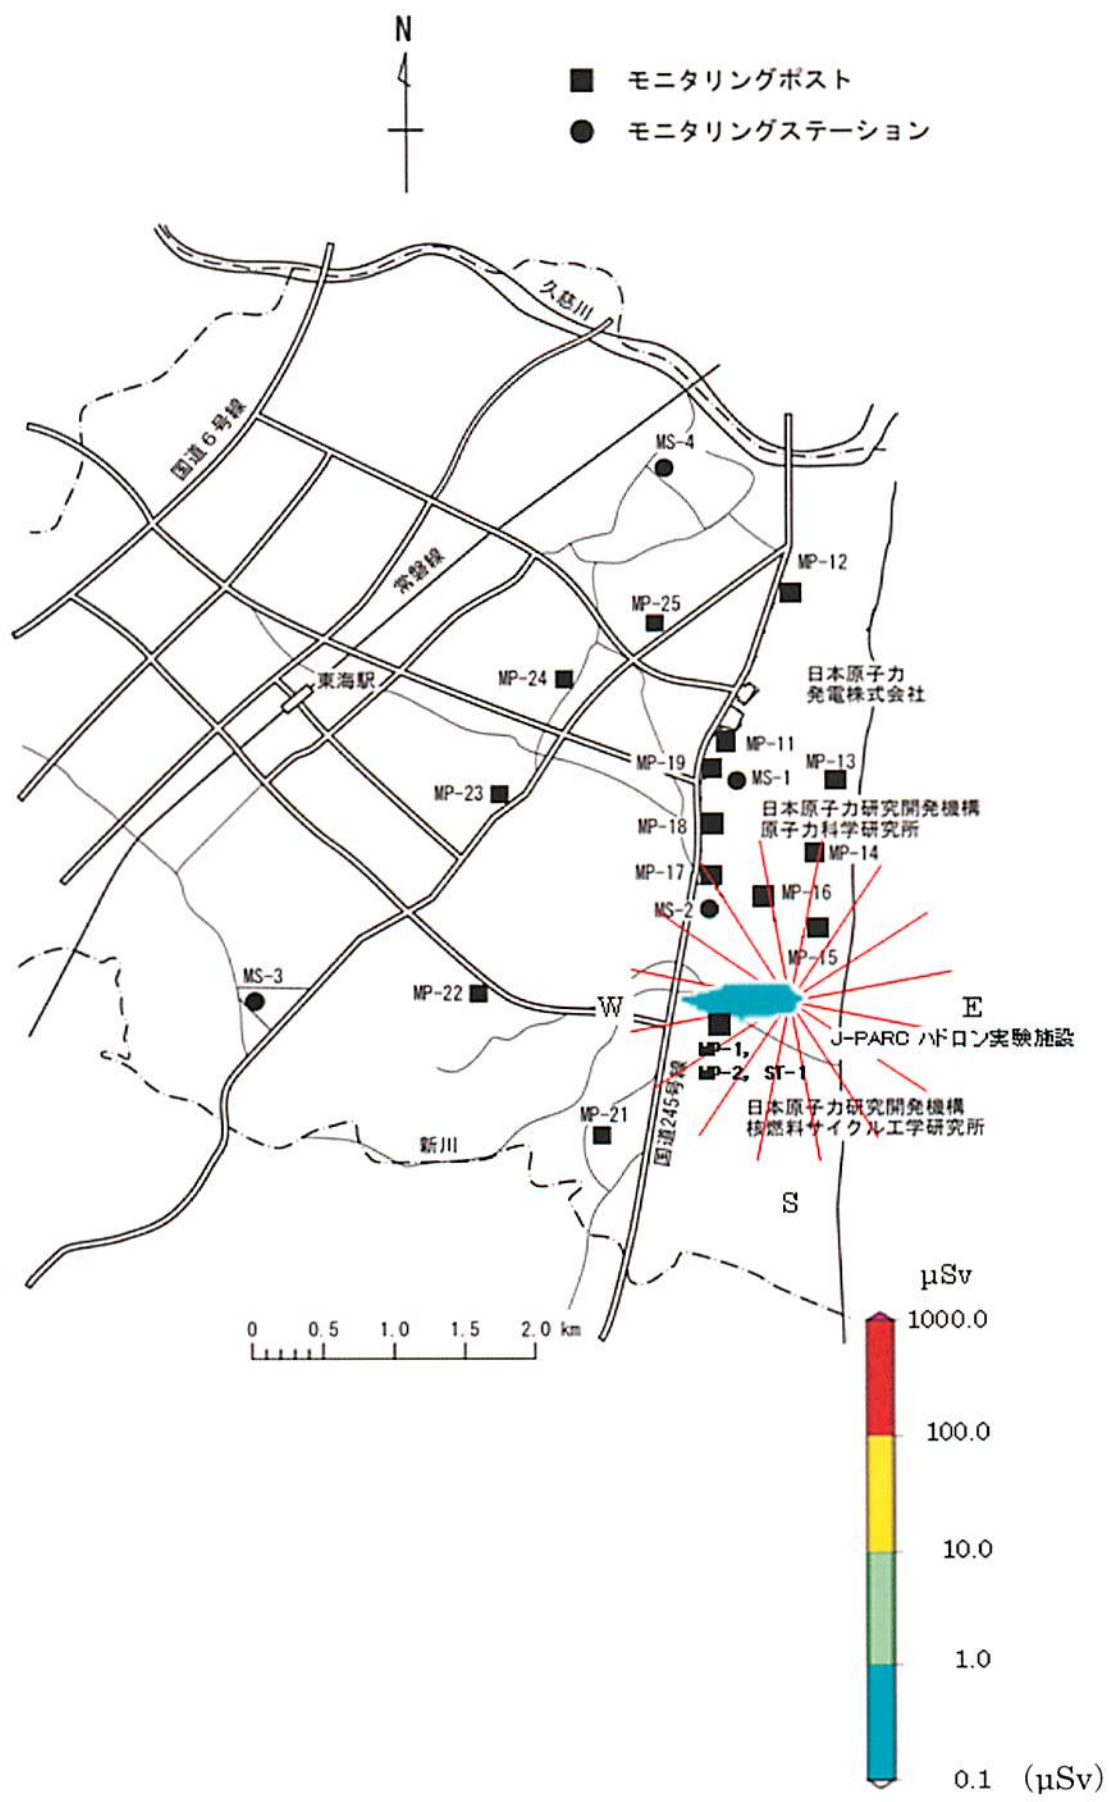 N
モニタリングポスト
モニタリングステーション
久慈川
国道6号線
MS-4
常磐線
MP-12
MP-25
日本原子力
発電株式会社
東海駅
MP-24
MP-11
MP-19
MP-13
MS-1
MP-23
日本原子力研究開発機構
原子力科学研究所
MP-18
MP-14
MP-17
MP-16
MS-2
MP-15
MS-3
MP-22
W
E
J-PARC ハドロン実験施設
MP-1,
MP-2, ST-1
国道245号線
日本原子力研究開発機構
核燃料サイクル工学研究所
MP-21
新川
S
μSv
1000.0
0 0.5 1.0 1.5 2.0 km
100.0
10.0
1.0
0.1 (μSv)